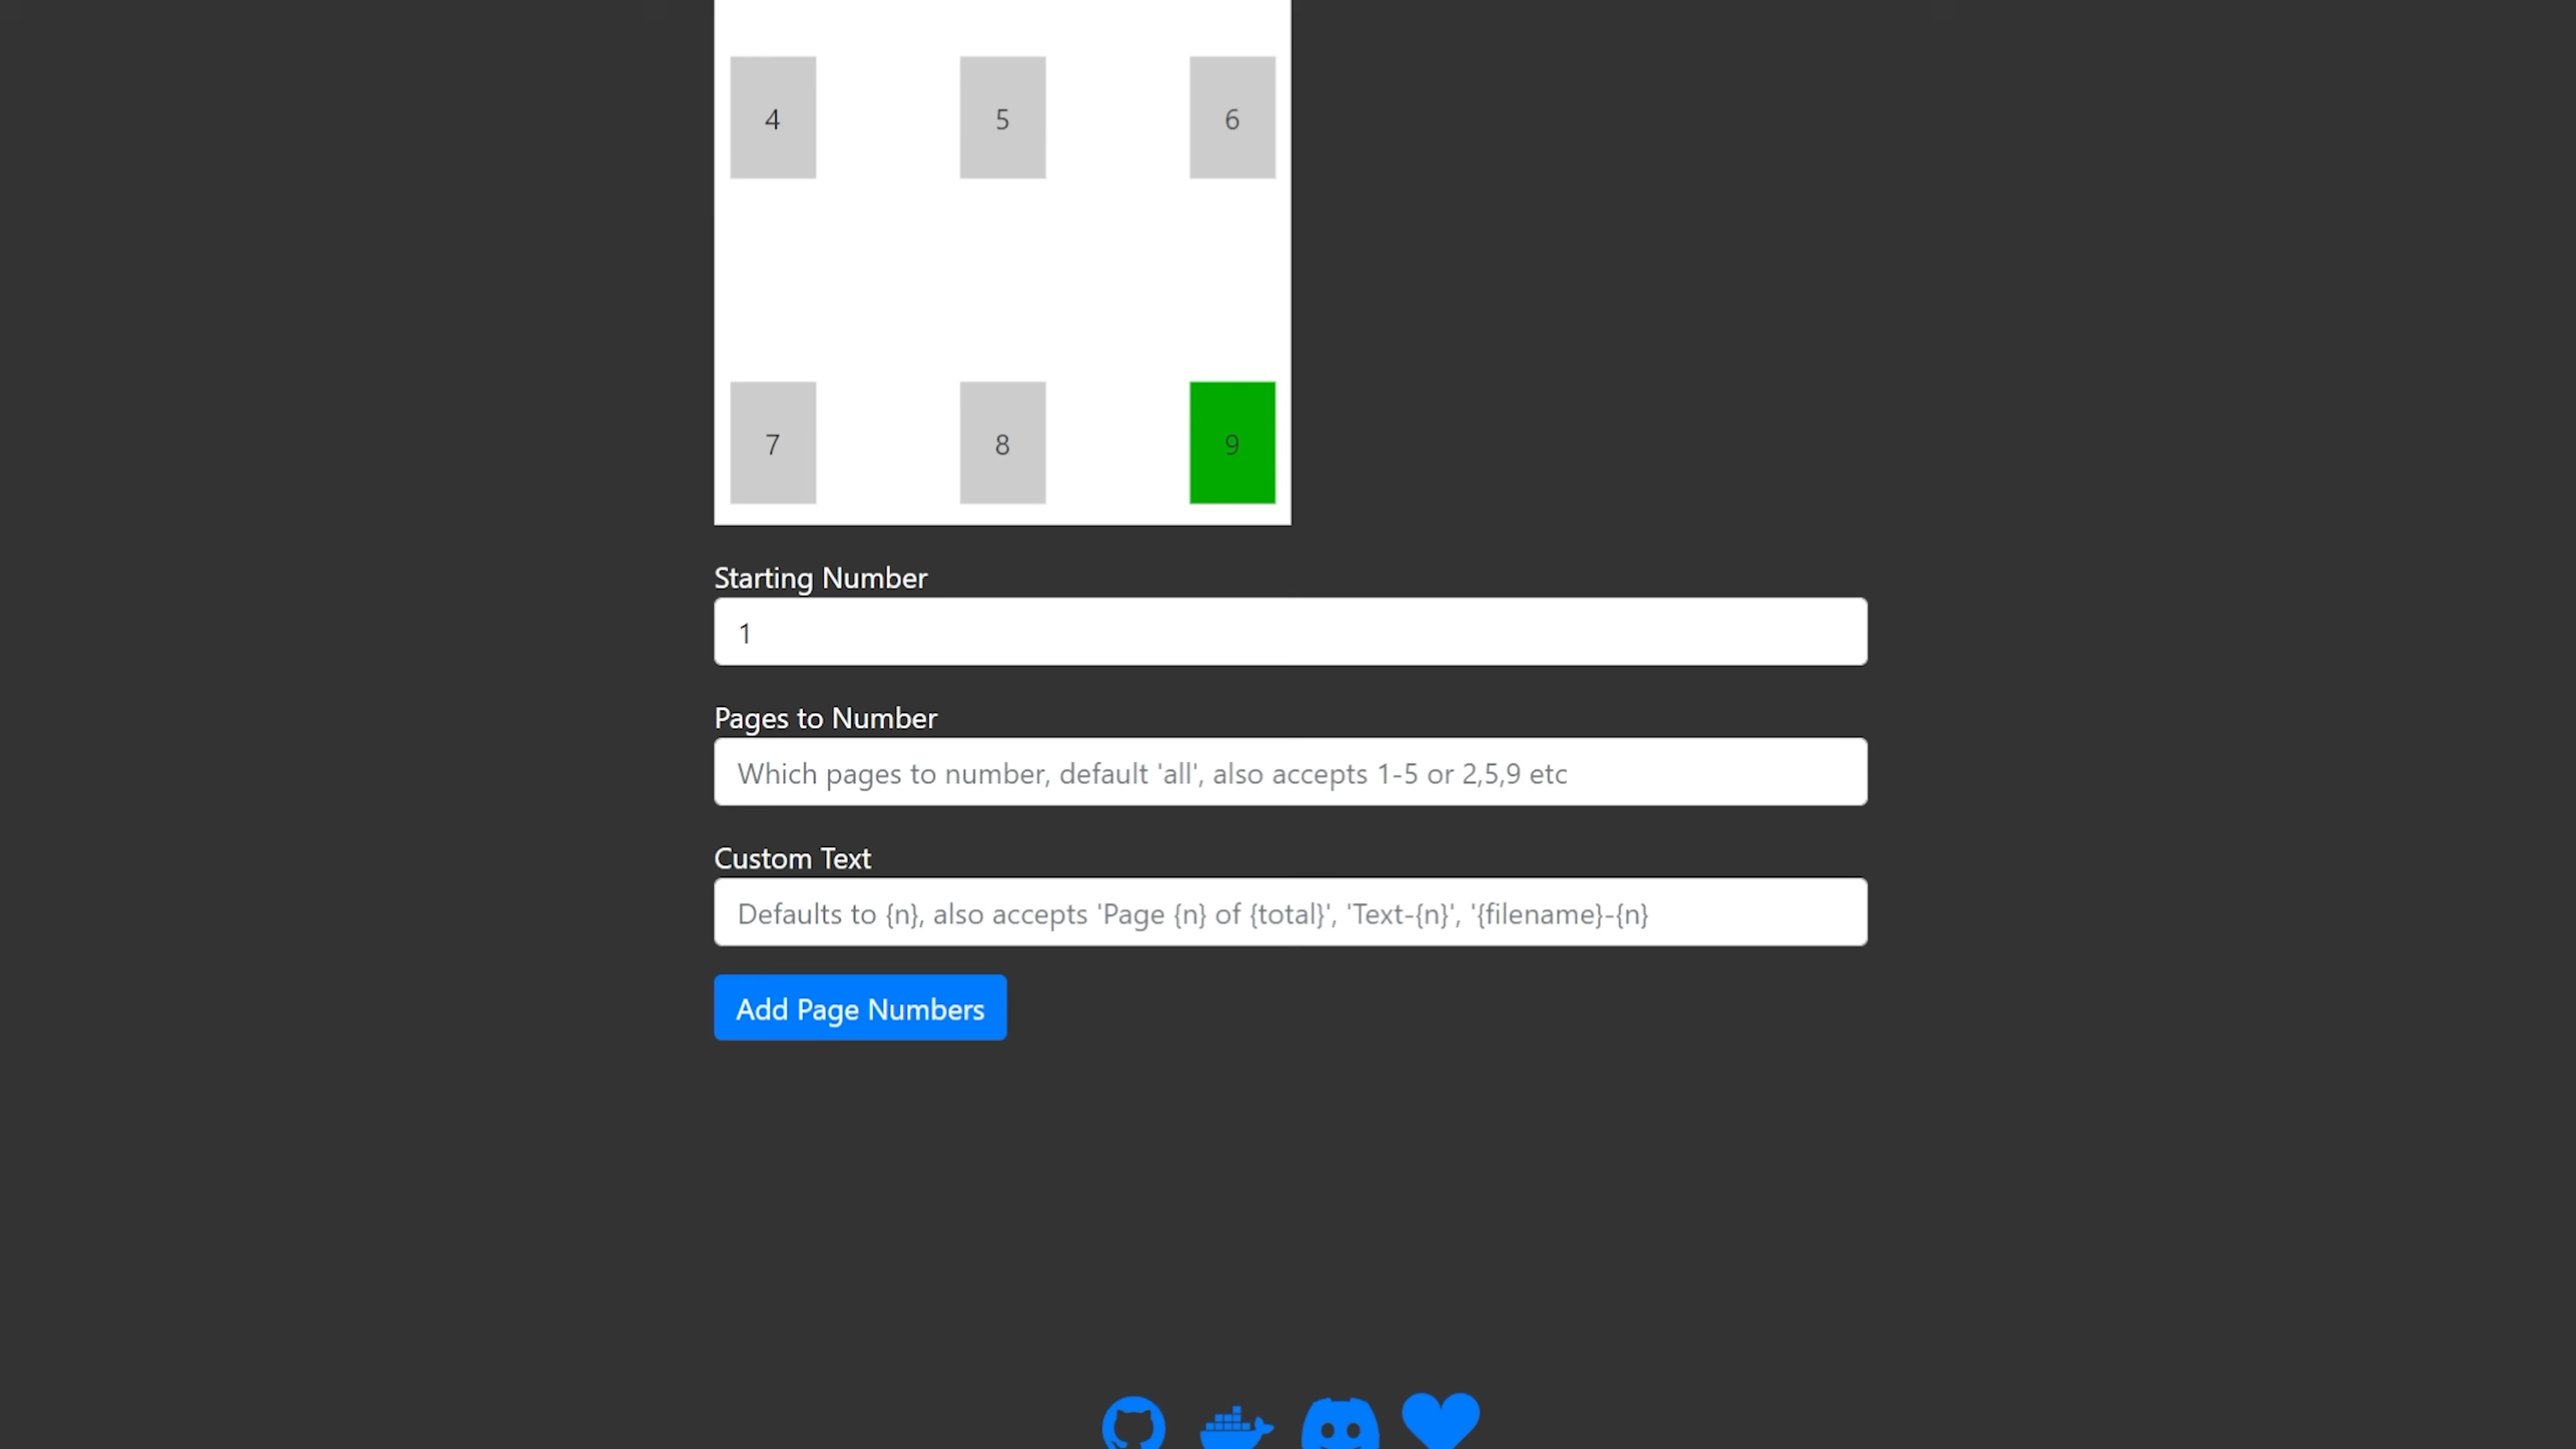 4 5 6
7 8 9
Starting Number
1
Pages to Number
Which pages to number, default 'all', also accepts 1-5 or 2,5,9 etc
Custom Text
Defaults to {n}, also accepts 'Page {n} of {total}', 'Text-{n}', '{filename}-{n}
Add Page Numbers